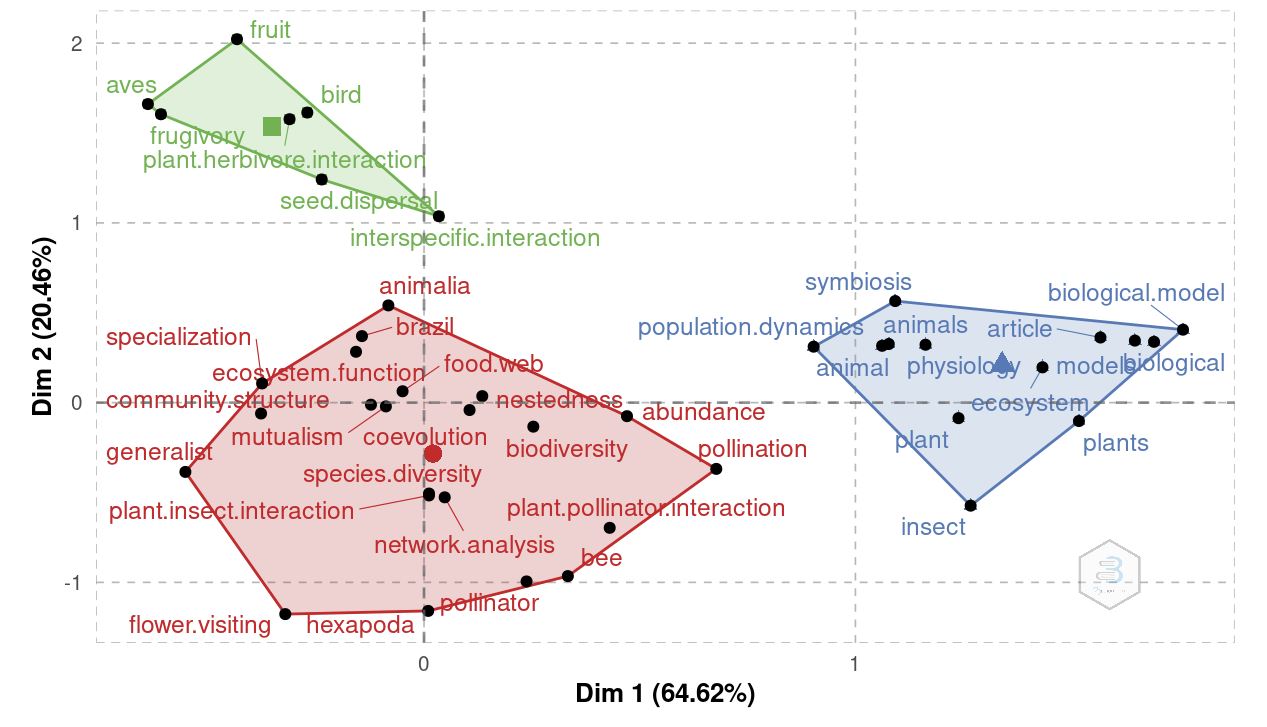 fruit
2
aves
bird
frugivory
plant.herbivore.interaction
seed.dispersal
1
interspecific.interaction
animalia
symbiosis
biological.model
specialization
brazil
population.dynamics
animals
article
ecosystem.function
food.web
animal
physiology
models
biological
0
community.structure
nestedness
abundance
ecosystem
mutualism
coevolution
biodiversity
pollination
plant
plants
generalist
species.diversity
plant.insect.interaction
plant.pollinator.interaction
insect
network.analysis
bee
-1
pollinator
flower.visiting
hexapoda
0
1
Dim 1 (64.62%)
Dim 2 (20.46%)